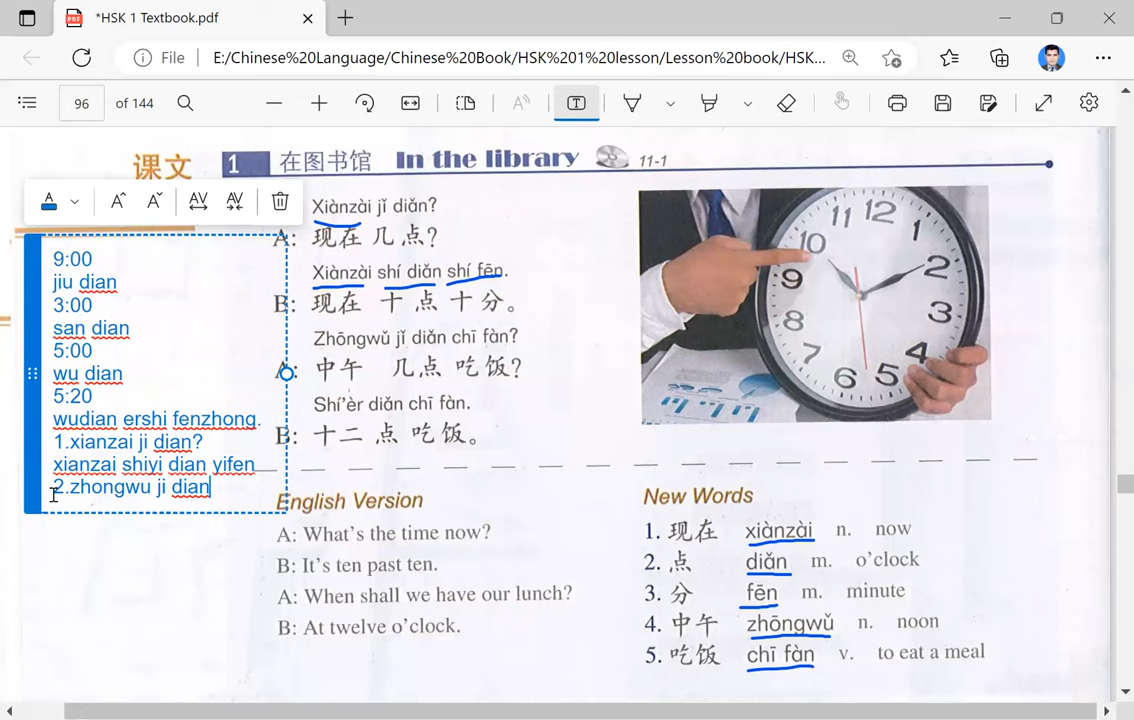 *HSK 1 Textbook.pdf
File
E:/Chinese%20Language/Chinese%20Book/HSK%201%20lesson/Lesson%20book/HSK...
96 of 144
课文 1 在图书馆 In the library 11-1
Xiànzài jǐ diǎn?
A: 现在 几 点?
Xiànzài shí diǎn shí fēn.
B: 现在 十 点 十 分。
Zhōngwǔ jǐ diǎn chī fàn?
A: 中午 几点 吃饭?
Shí'èr diǎn chī fàn.
B: 十二 点 吃饭。
9:00
jiu dian
3:00
san dian
5:00
wu dian
5:20
wudian ershi fenzhong.
1.xianzai ji dian?
xianzai shiyi dian yifen
2.zhongwu ji dian
12
1
2
3
4
5
6
7
8
9
10
11
English Version
A: What's the time now?
B: It's ten past ten.
A: When shall we have our lunch?
B: At twelve o'clock.
New Words
1. 现在 xiànzài n. now
2. 点 diǎn m. o'clock
3. 分 fēn m. minute
4. 中午 zhōngwǔ n. noon
5. 吃饭 chī fàn v. to eat a meal